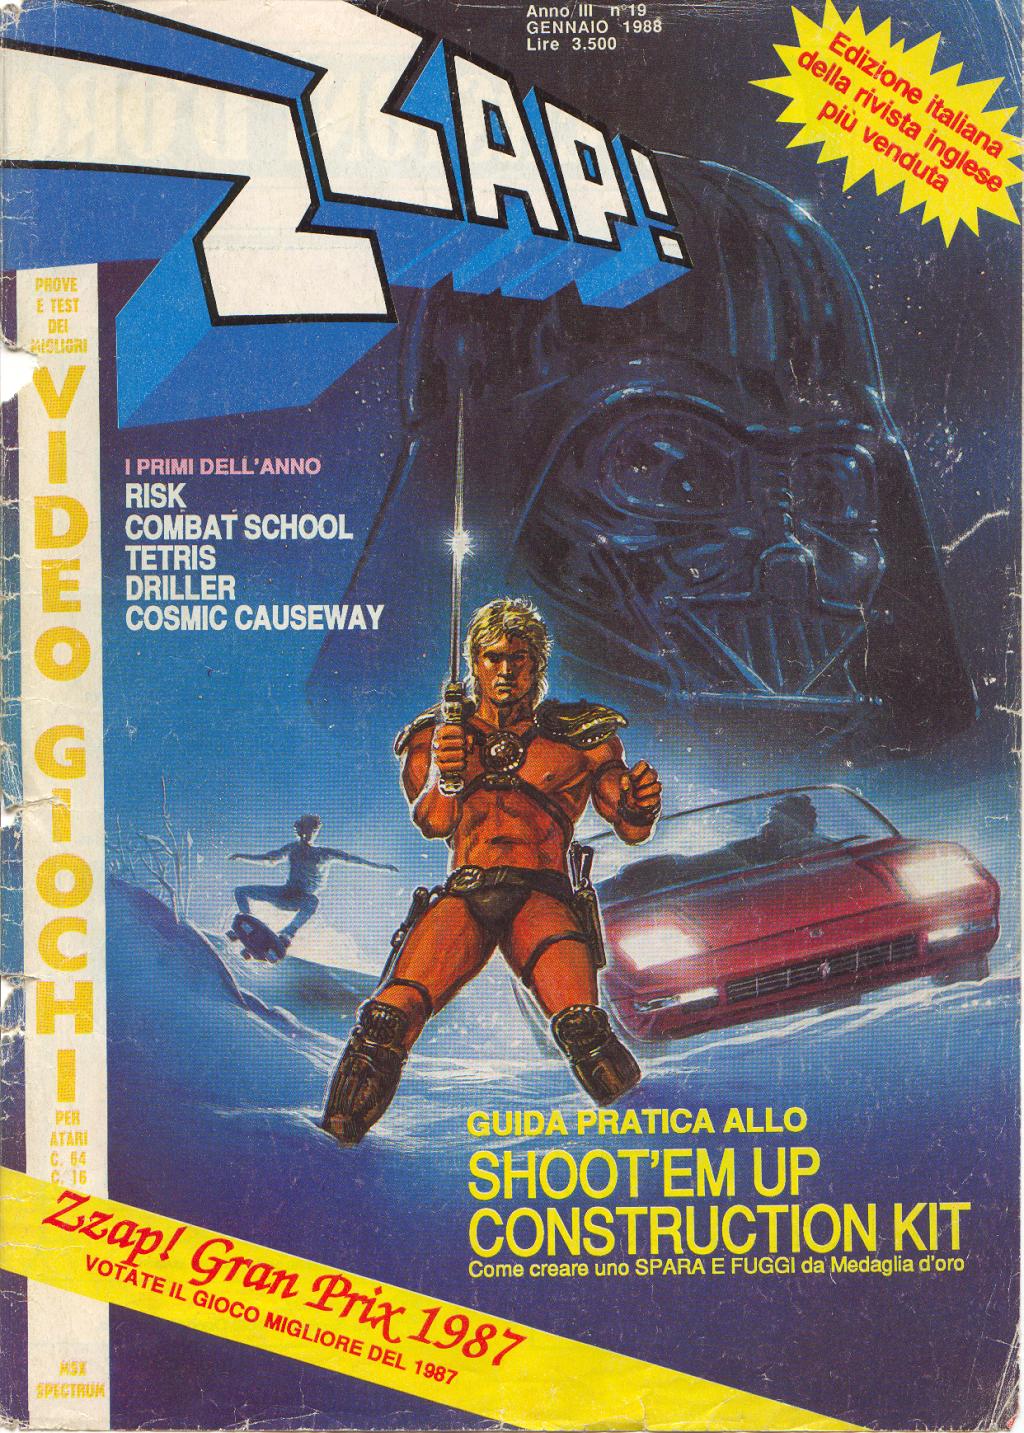 Anno III n°19
GENNAIO 1988
Lire 3.500
ZZAP!
Edizione italiana
della rivista inglese
più venduta
PROVE
E TEST
DEI
MIGLIORI
VIDEO GIOCHI
PER
ATARI
C. 64
C. 16
MSX
SPECTRUM
I PRIMI DELL'ANNO
RISK
COMBAT SCHOOL
TETRIS
DRILLER
COSMIC CAUSEWAY
GUIDA PRATICA ALLO
SHOOT'EM UP
CONSTRUCTION KIT
Come creare uno SPARA E FUGGI da Medaglia d'oro
Zzap! Gran Prix 1987
VOTATE IL GIOCO MIGLIORE DEL 1987